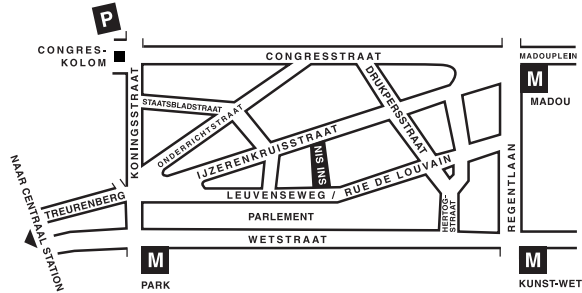 P
CONGRES-
KOLOM
CONGRESSTRAAT
MADOUPLEIN
M
MADOU
KONINGSSTRAAT
STAATSBLADSTRAAT
ONDERRICHTSTRAAT
DRUKPERSSTRAAT
IJZERENKRUISSTRAAT
NIS INS
NAAR CENTRAAL STATION
TREURENBERG
LEUVENSEWEG / RUE DE LOUVAIN
REGENTLAAN
PARLEMENT
HERTOG-
STRAAT
WETSTRAAT
M
PARK
M
KUNST-WET